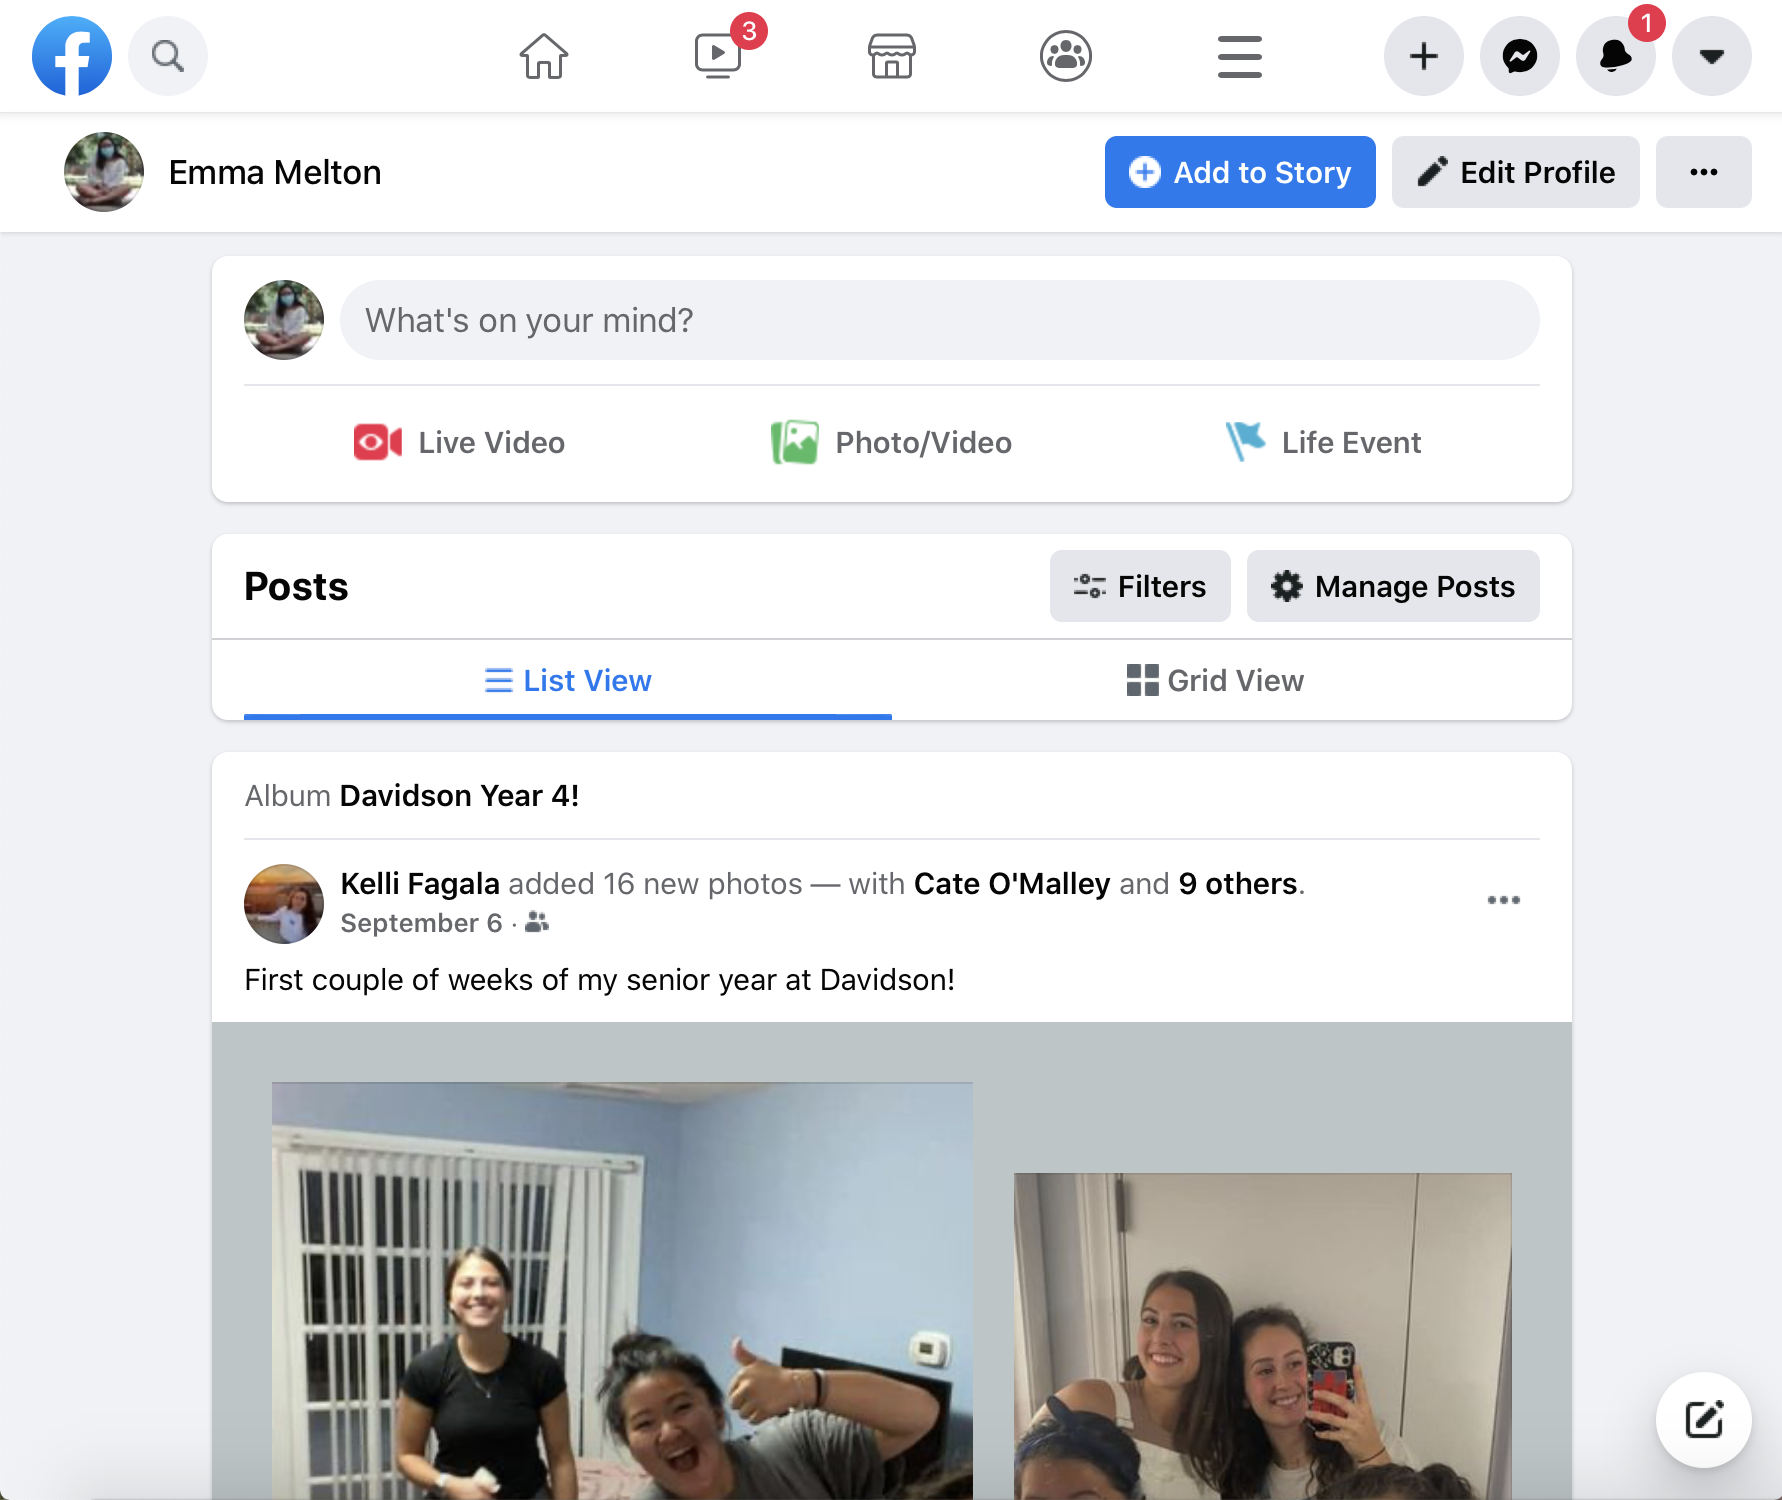 3
1
Emma Melton
Add to Story
Edit Profile
What's on your mind?
Live Video
Photo/Video
Life Event
Posts
Filters
Manage Posts
List View
Grid View
Album Davidson Year 4!
Kelli Fagala added 16 new photos — with Cate O'Malley and 9 others.
September 6 ·
First couple of weeks of my senior year at Davidson!